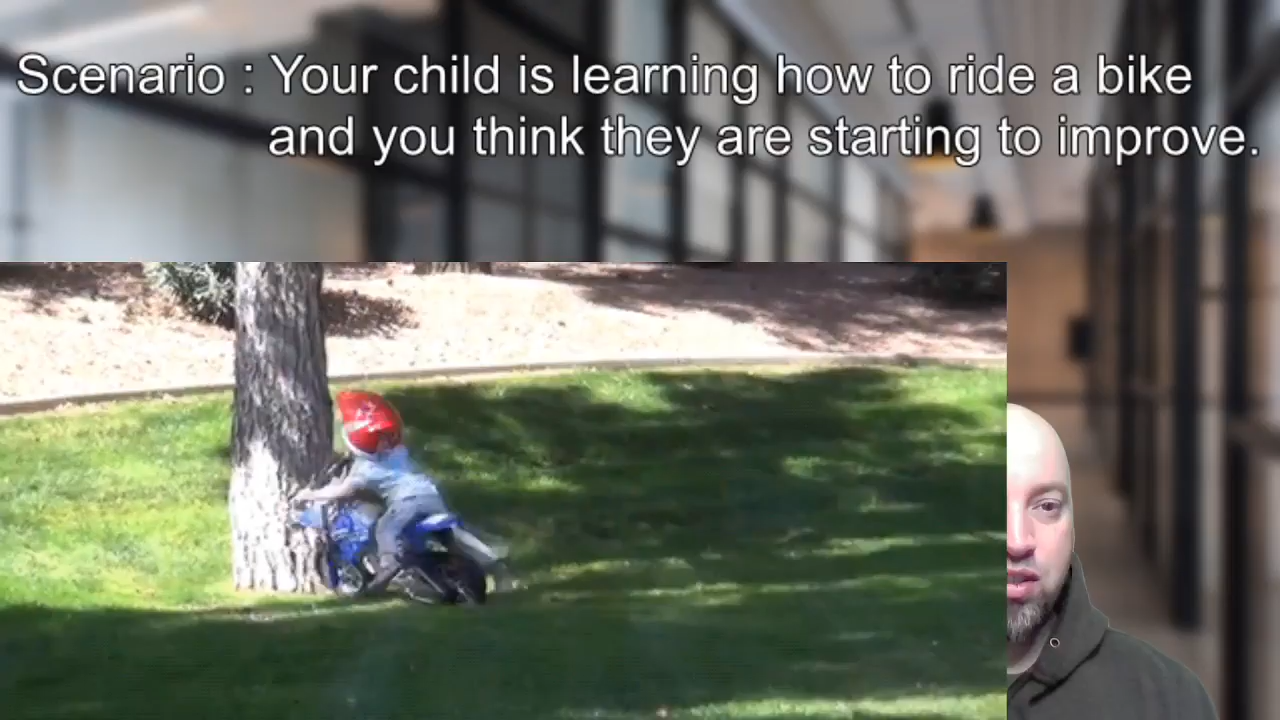 Scenario : Your child is learning how to ride a bike
and you think they are starting to improve.